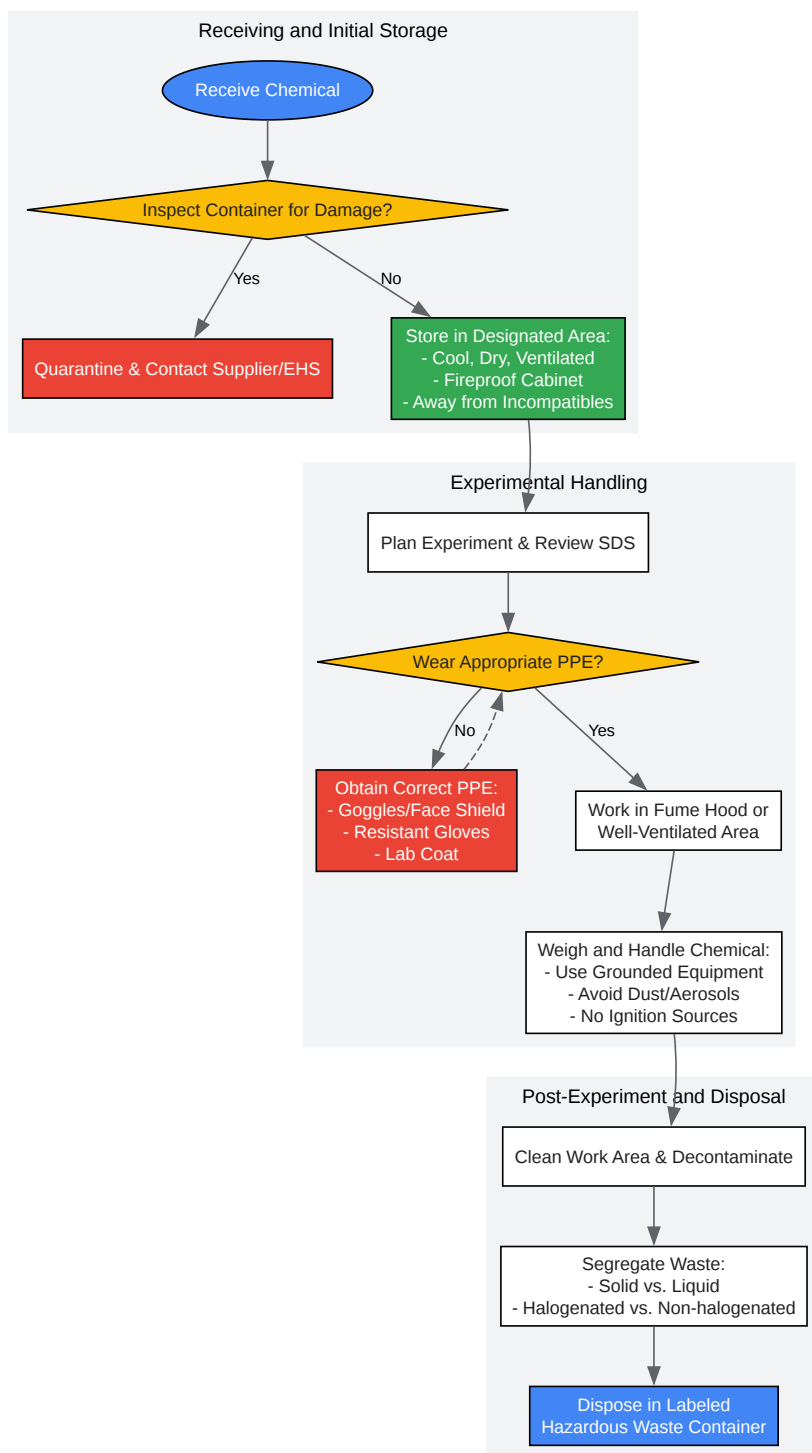 Receiving and Initial Storage
Receive Chemical
Inspect Container for Damage?
Yes
No
Quarantine & Contact Supplier/EHS
Store in Designated Area:
- Cool, Dry, Ventilated
- Fireproof Cabinet
- Away from Incompatibles
Experimental Handling
Plan Experiment & Review SDS
Wear Appropriate PPE?
No
Yes
Obtain Correct PPE:
- Goggles/Face Shield
- Resistant Gloves
- Lab Coat
Work in Fume Hood or
Well-Ventilated Area
Weigh and Handle Chemical:
- Use Grounded Equipment
- Avoid Dust/Aerosols
- No Ignition Sources
Post-Experiment and Disposal
Clean Work Area & Decontaminate
Segregate Waste:
- Solid vs. Liquid
- Halogenated vs. Non-halogenated
Dispose in Labeled
Hazardous Waste Container